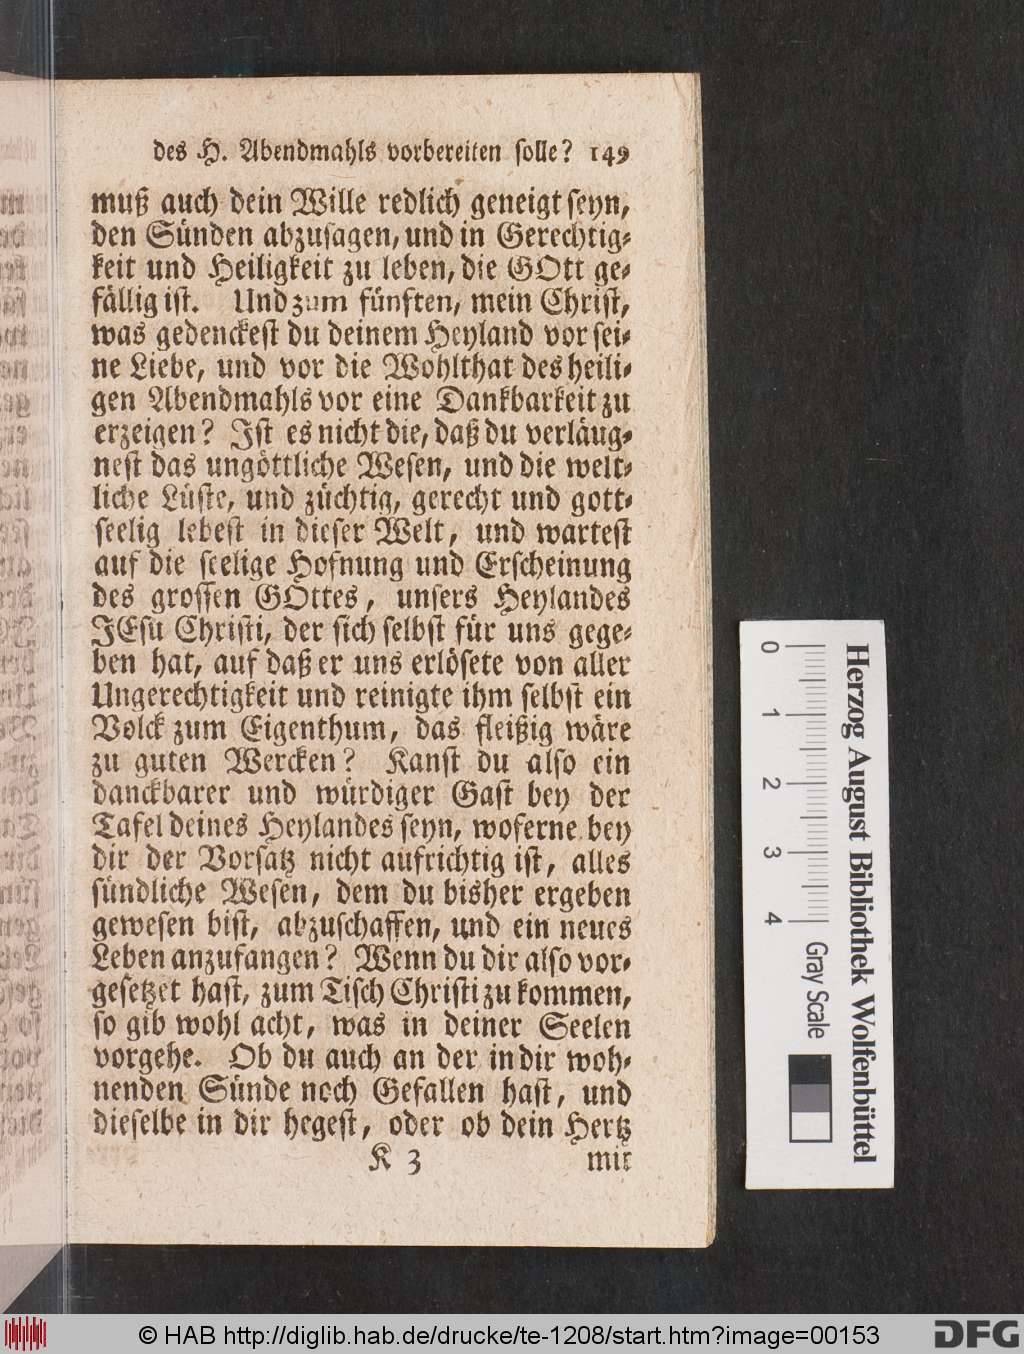 des H. Abendmahls vorbereiten solle? 149
muß auch dein Wille redlich geneigt seyn,
den Sünden abzusagen, und in Gerechtig-
keit und Heiligkeit zu leben, die GOtt ge-
fällig ist. Und zum fünften, mein Christ,
was gedenckest du deinem Heyland vor sei-
ne Liebe, und vor die Wohlthat des heili-
gen Abendmahls vor eine Dankbarkeit zu
erzeigen? Ist es nicht die, daß du verläug-
nest das ungöttliche Wesen, und die welt-
liche Lüste, und züchtig, gerecht und gott-
seelig lebest in dieser Welt, und wartest
auf die seelige Hofnung und Erscheinung
des grossen GOttes, unsers Heylandes
JEsu Christi, der sich selbst für uns gege-
ben hat, auf daß er uns erlösete von aller
Ungerechtigkeit und reinigte ihm selbst ein
Volck zum Eigenthum, das fleißig wäre
zu guten Wercken? Kanst du also ein
danckbarer und würdiger Gast bey der
Tafel deines Heylandes seyn, woferne bey
dir der Vorsatz nicht aufrichtig ist, alles
sündliche Wesen, dem du bisher ergeben
gewesen bist, abzuschaffen, und ein neues
Leben anzufangen? Wenn du dir also vor-
gesetzet hast, zum Tisch Christi zu kommen,
so gib wohl acht, was in deiner Seelen
vorgehe. Ob du auch an der in dir woh-
nenden Sünde noch Gefallen hast, und
dieselbe in dir hegest, oder ob dein Hertz
K 3 mit
Herzog August Bibliothek Wolfenbüttel
0 1 2 3 4 Gray Scale
© HAB http://diglib.hab.de/drucke/te-1208/start.htm?image=00153
DFG